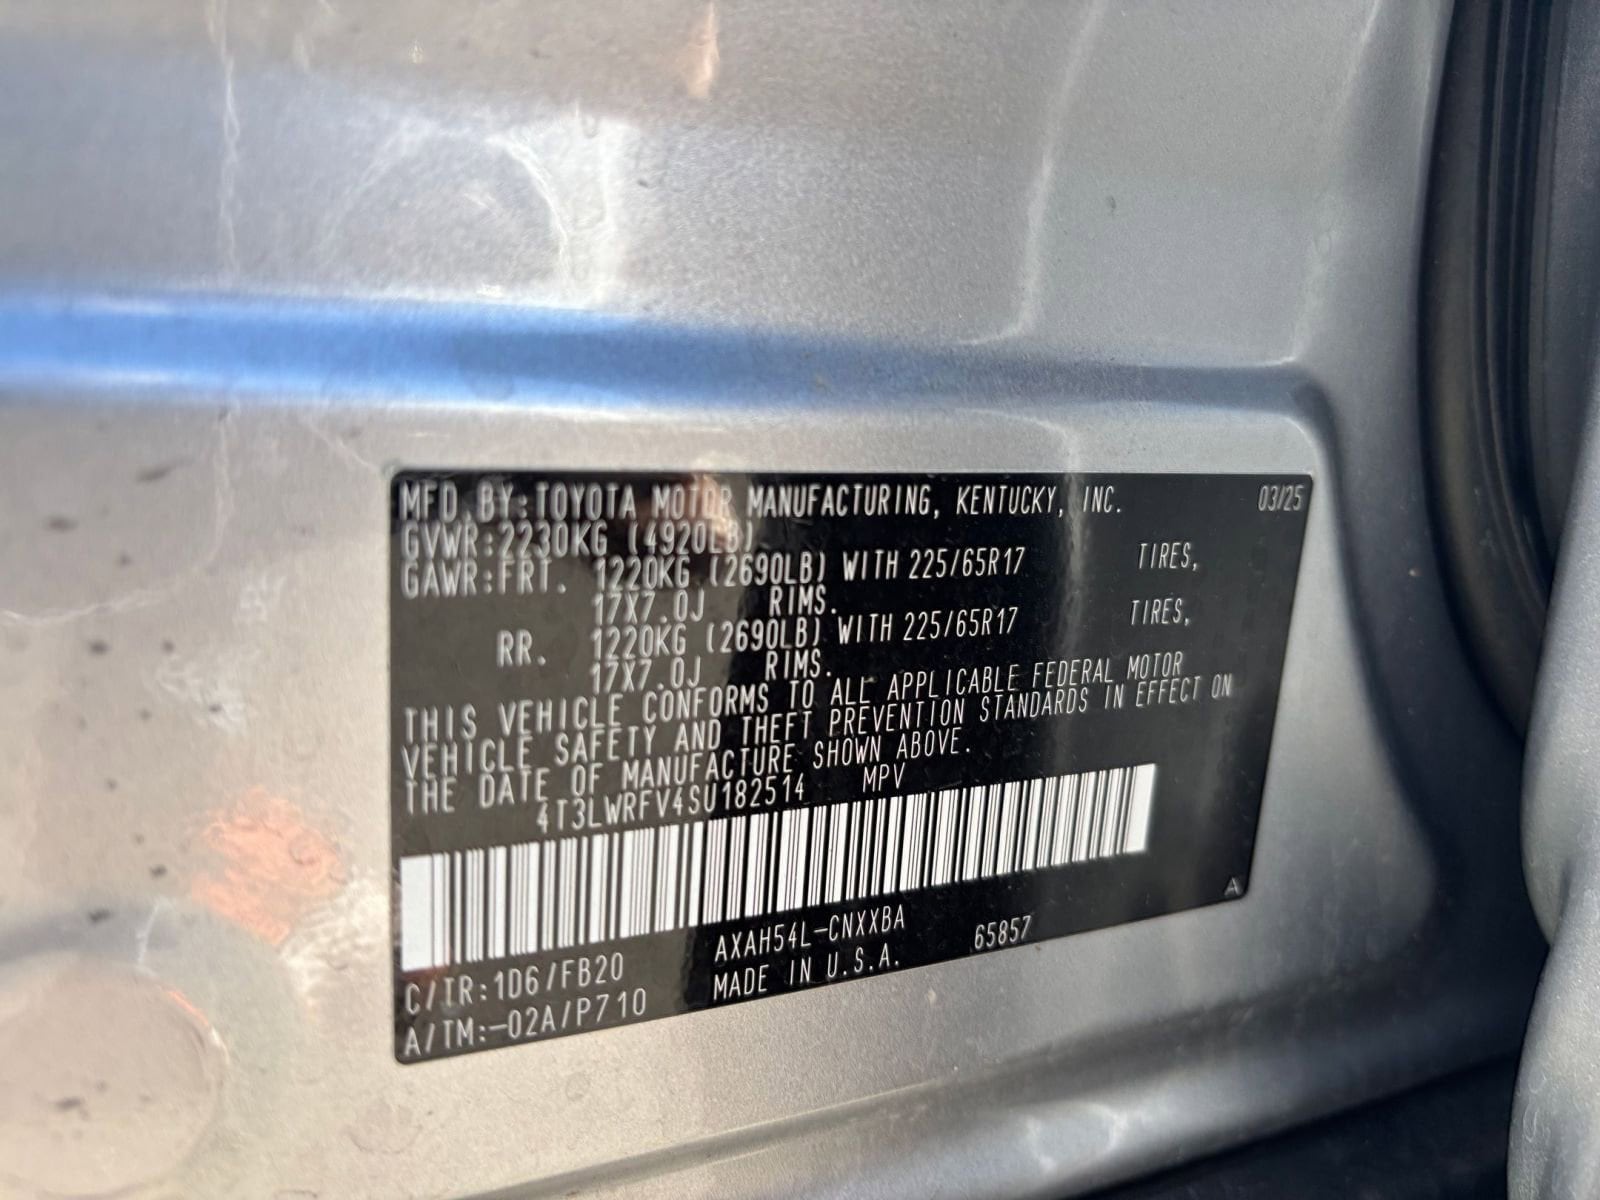 MFD BY:TOYOTA MOTOR MANUFACTURING, KENTUCKY, INC. 03/25
GVWR:2230KG (4920LB)
GAWR:FRT. 1220KG (2690LB) WITH 225/65R17 TIRES,
17X7.0J RIMS.
RR. 1220KG (2690LB) WITH 225/65R17 TIRES,
17X7.0J RIMS.
THIS VEHICLE CONFORMS TO ALL APPLICABLE FEDERAL MOTOR
VEHICLE SAFETY AND THEFT PREVENTION STANDARDS IN EFFECT ON
THE DATE OF MANUFACTURE SHOWN ABOVE.
4T3LWRFV4SU182514 MPV
A
AXAH54L-CNXXBA 65857
C/TR:1D6/FB20 MADE IN U.S.A.
A/TM:-02A/P710